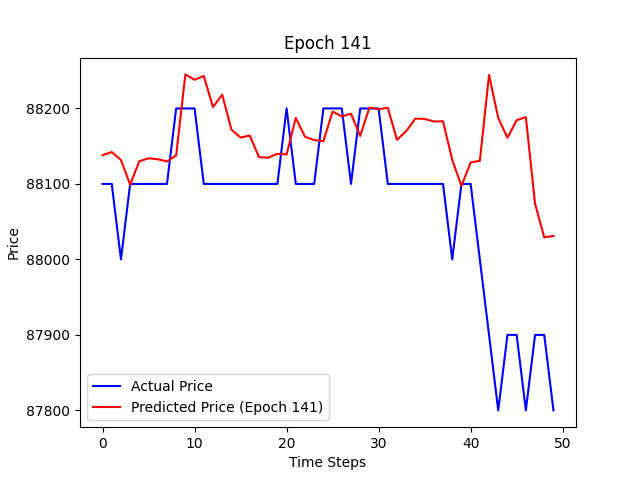 Epoch 141
88200
88100
88000
87900
87800
Price
Actual Price
Predicted Price (Epoch 141)
0 10 20 30 40 50
Time Steps